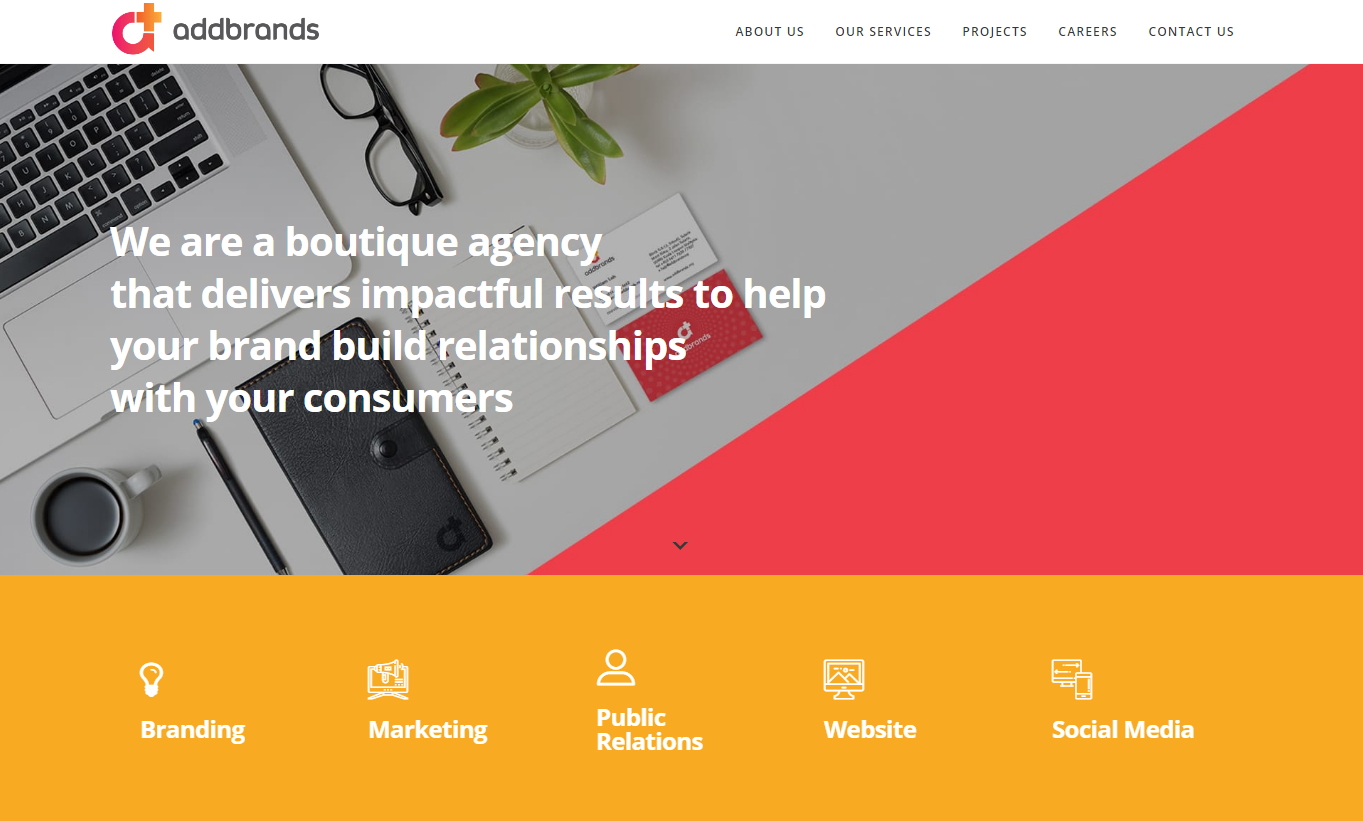 addbrands
ABOUT US
OUR SERVICES
PROJECTS
CAREERS
CONTACT US
We are a boutique agency
that delivers impactful results to help
your brand build relationships
with your consumers
addbrands
addbrands
Branding
Marketing
Public
Relations
Website
Social Media